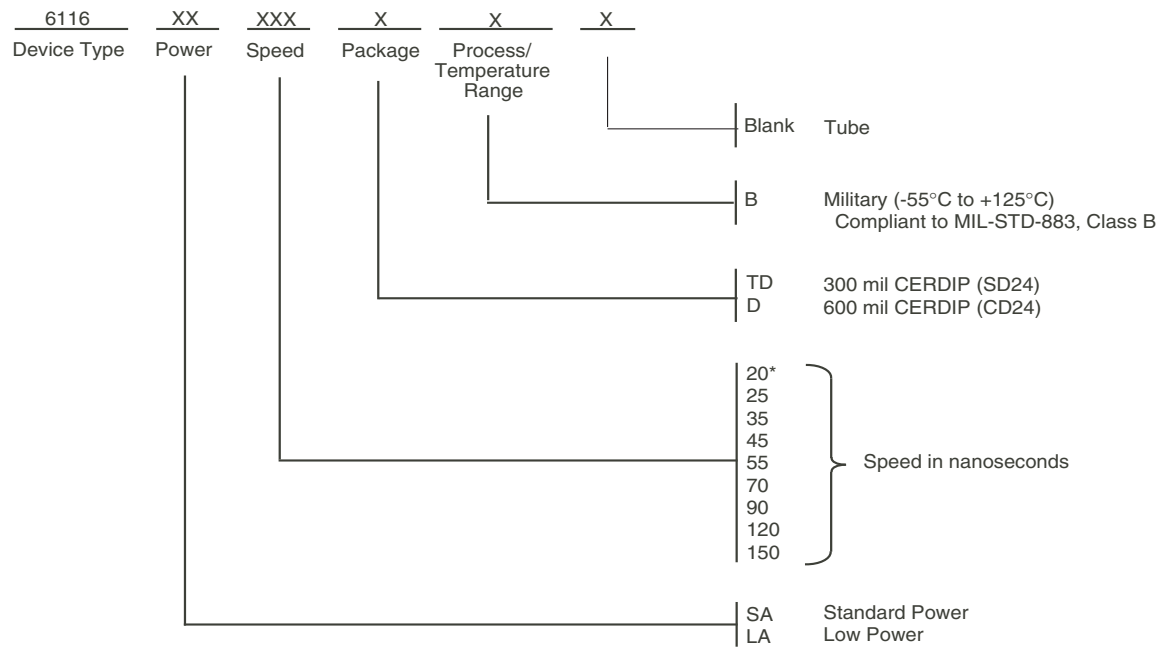 6116 XX XXX X X X
Device Type Power Speed Package Process/
Temperature
Range
Blank Tube
B Military (-55°C to +125°C)
Compliant to MIL-STD-883, Class B
TD 300 mil CERDIP (SD24)
D 600 mil CERDIP (CD24)
20*
25
35
45
55
70
90
120
150
Speed in nanoseconds
SA Standard Power
LA Low Power